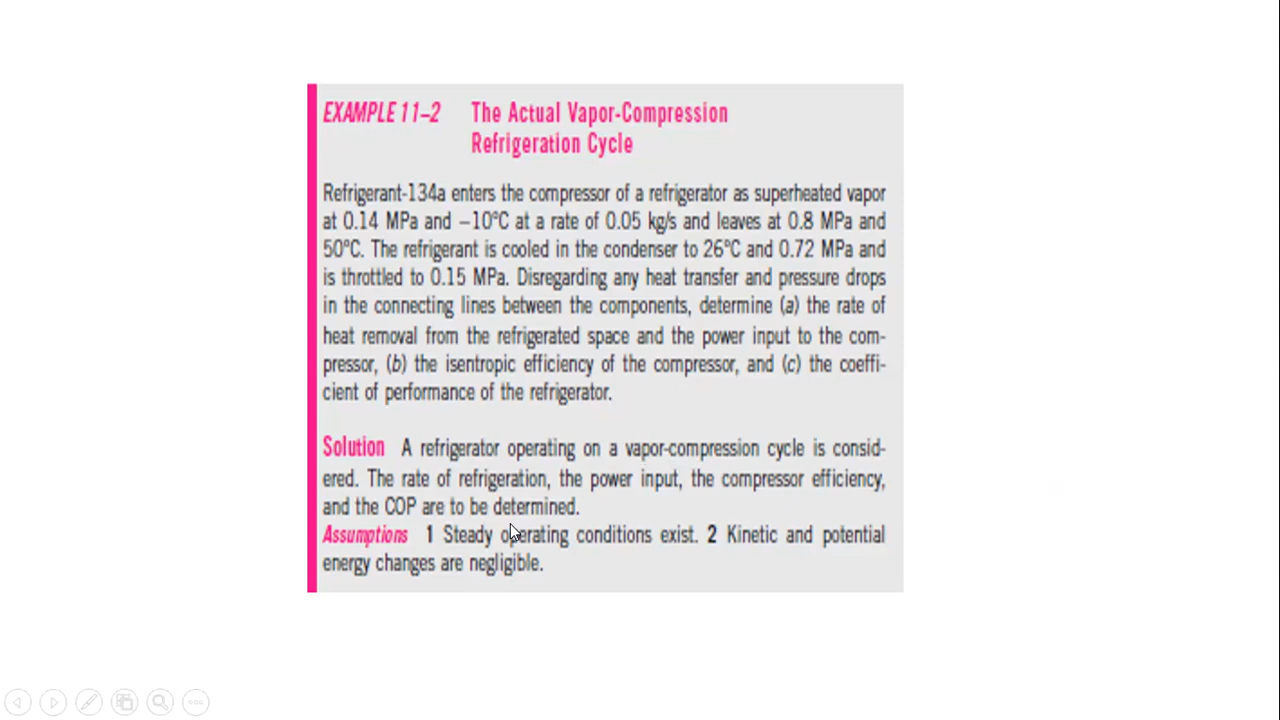 EXAMPLE 11–2 The Actual Vapor-Compression
Refrigeration Cycle
Refrigerant-134a enters the compressor of a refrigerator as superheated vapor
at 0.14 MPa and −10°C at a rate of 0.05 kg/s and leaves at 0.8 MPa and
50°C. The refrigerant is cooled in the condenser to 26°C and 0.72 MPa and
is throttled to 0.15 MPa. Disregarding any heat transfer and pressure drops
in the connecting lines between the components, determine (a) the rate of
heat removal from the refrigerated space and the power input to the com-
pressor, (b) the isentropic efficiency of the compressor, and (c) the coeffi-
cient of performance of the refrigerator.
Solution A refrigerator operating on a vapor-compression cycle is consid-
ered. The rate of refrigeration, the power input, the compressor efficiency,
and the COP are to be determined.
Assumptions 1 Steady operating conditions exist. 2 Kinetic and potential
energy changes are negligible.